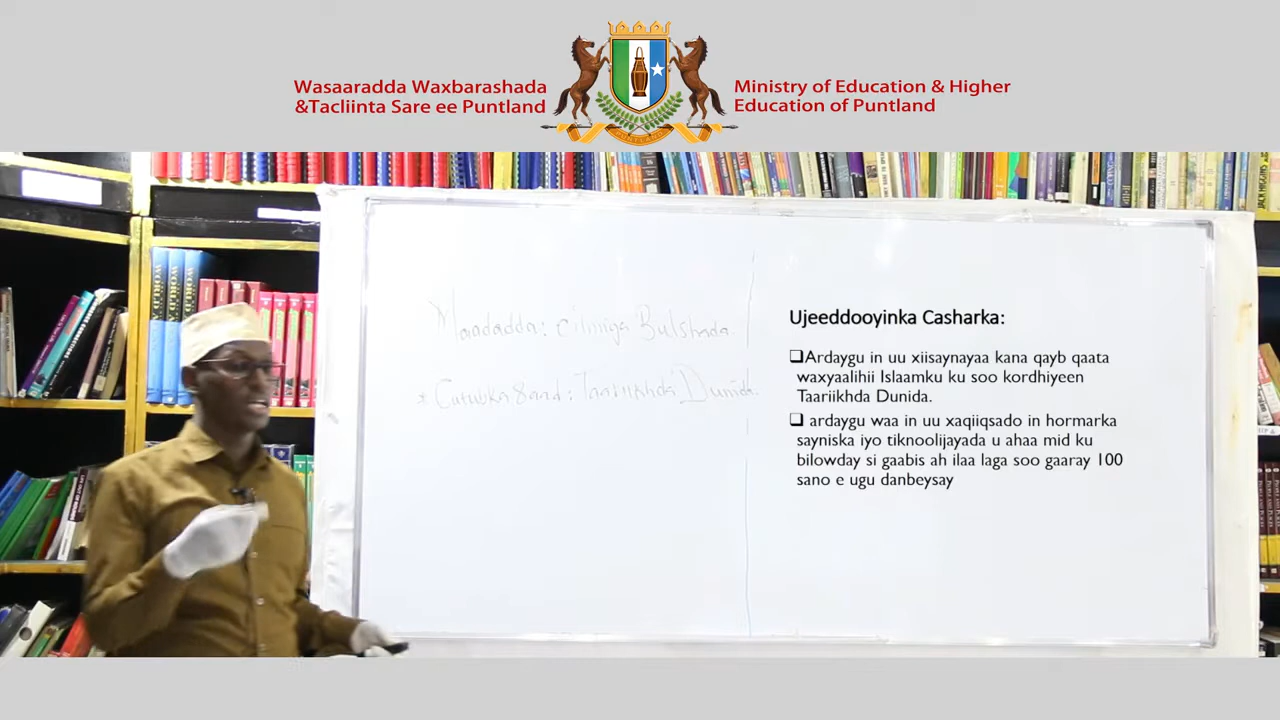 Wasaaradda Waxbarashada
&Tacliinta Sare ee Puntland
Ministry of Education & Higher
Education of Puntland
Maadadda: Cilmiga Bulshada.
* Cutubka 8aad: Taariikhda Dunida.
Ujeeddooyinka Casharka:
❑Ardaygu in uu xiisaynayaa kana qayb qaata
waxyaalihii Islaamku ku soo kordhiyeen
Taariikhda Dunida.
❑ ardaygu waa in uu xaqiiqsado in hormarka
sayniska iyo tiknoolijayada u ahaa mid ku
bilowday si gaabis ah ilaa laga soo gaaray 100
sano e ugu danbeysay